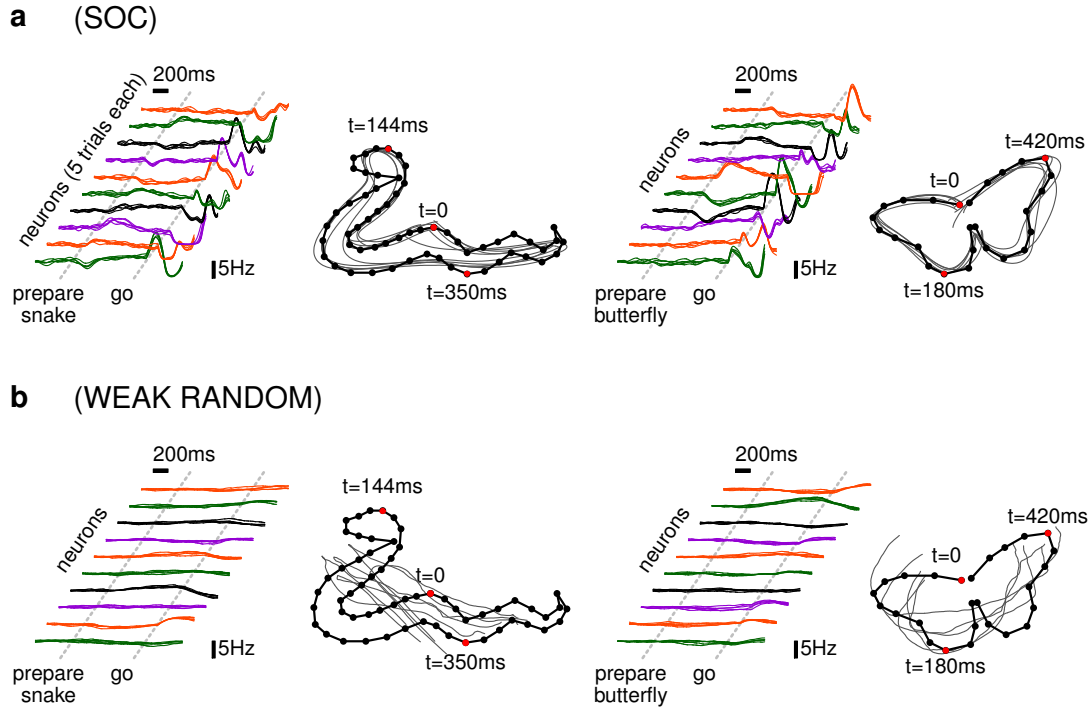 a (SOC)
200ms
neurons (5 trials each)
5Hz
prepare
snake
go
t=144ms
t=0
t=350ms
200ms
neurons
5Hz
prepare
butterfly
go
t=420ms
t=0
t=180ms
b (WEAK RANDOM)
200ms
neurons
5Hz
prepare
snake
go
t=144ms
t=0
t=350ms
200ms
neurons
5Hz
prepare
butterfly
go
t=420ms
t=0
t=180ms